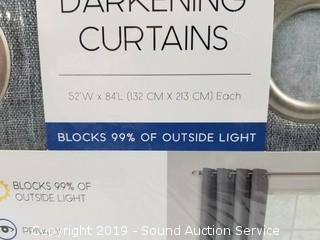 DARKENING
CURTAINS
52"W x 84"L (132 CM X 213 CM) Each
BLOCKS 99% OF OUTSIDE LIGHT
BLOCKS 99% OF
OUTSIDE LIGHT
Copyright 2019 - Sound Auction Service